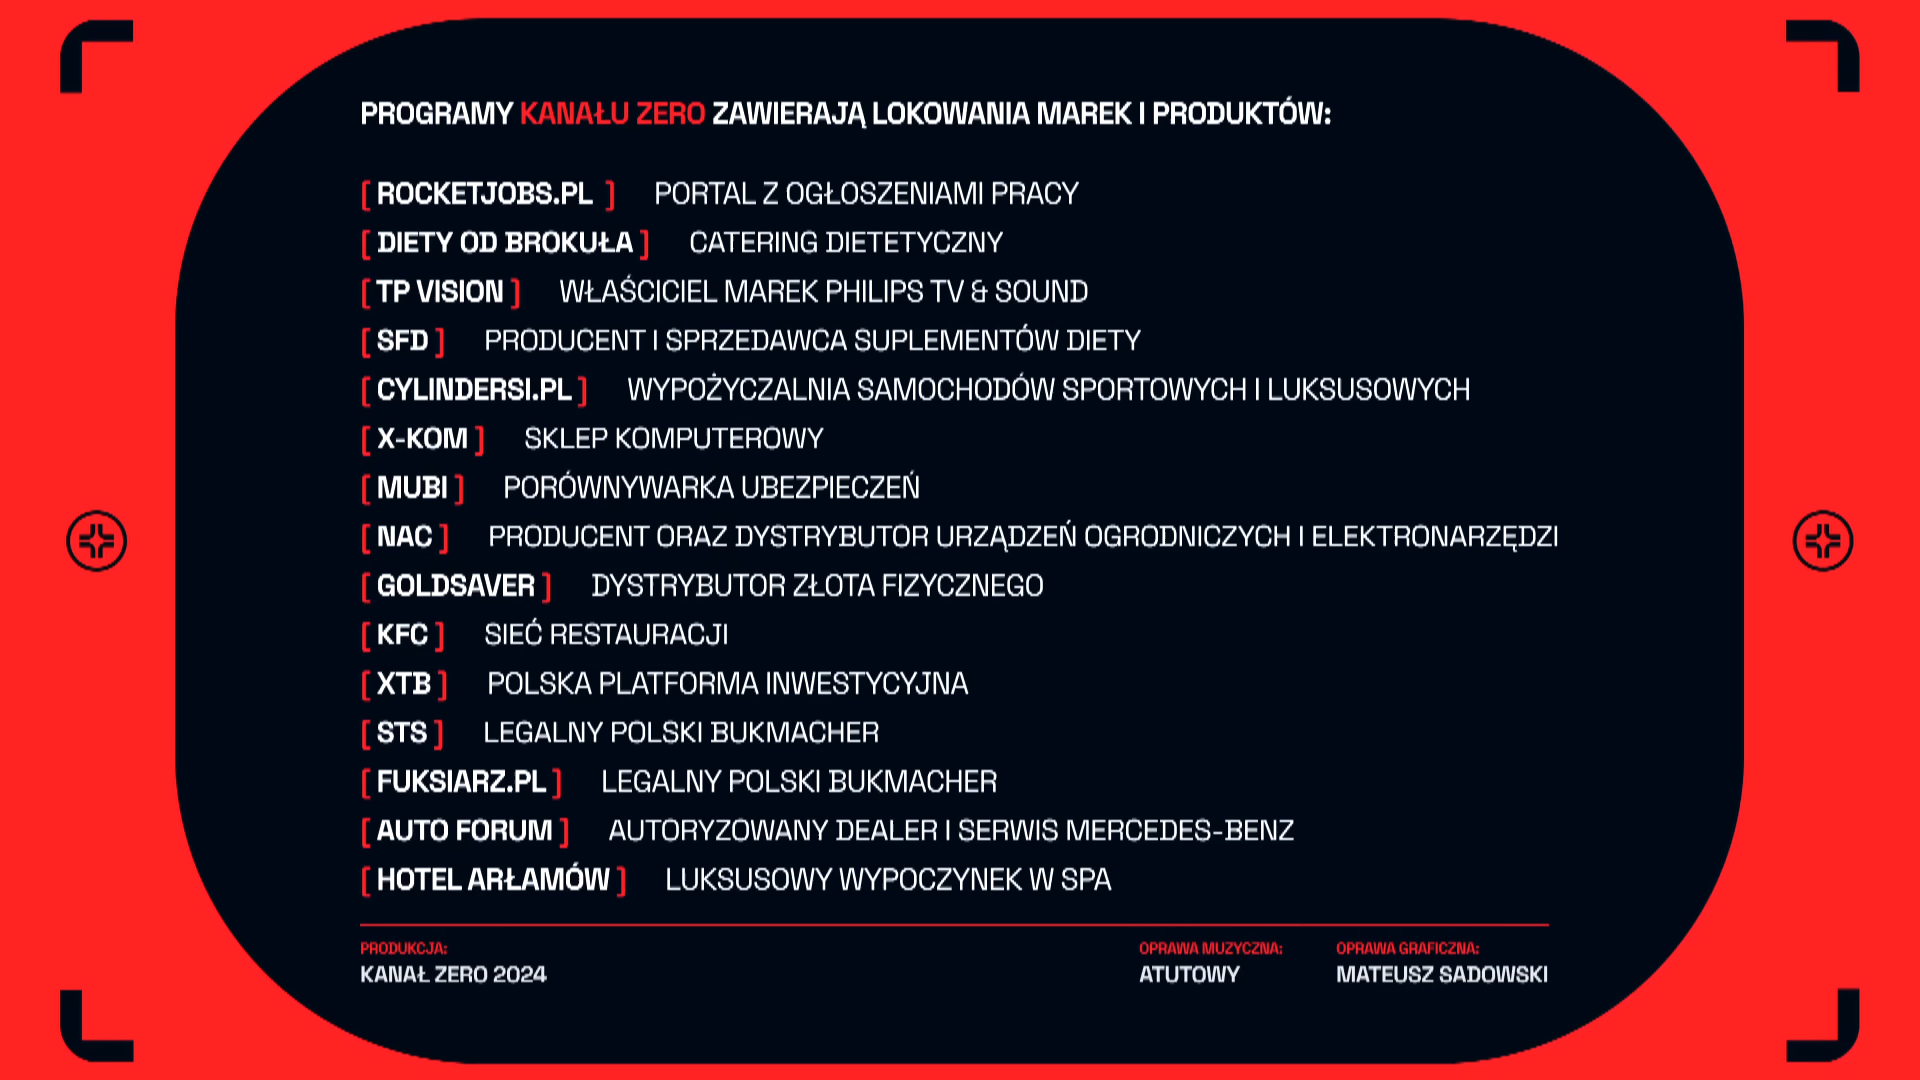 PROGRAMY KANAŁU ZERO ZAWIERAJĄ LOKOWANIA MAREK I PRODUKTÓW:
[ ROCKETJOBS.PL ] PORTAL Z OGŁOSZENIAMI PRACY
[ DIETY OD BROKUŁA ] CATERING DIETETYCZNY
[ TP VISION ] WŁAŚCICIEL MAREK PHILIPS TV & SOUND
[ SFD ] PRODUCENT I SPRZEDAWCA SUPLEMENTÓW DIETY
[ CYLINDERSI.PL ] WYPOŻYCZALNIA SAMOCHODÓW SPORTOWYCH I LUKSUSOWYCH
[ X-KOM ] SKLEP KOMPUTEROWY
[ MUBI ] PORÓWNYWARKA UBEZPIECZEŃ
[ NAC ] PRODUCENT ORAZ DYSTRYBUTOR URZĄDZEŃ OGRODNICZYCH I ELEKTRONARZĘDZI
[ GOLDSAVER ] DYSTRYBUTOR ZŁOTA FIZYCZNEGO
[ KFC ] SIEĆ RESTAURACJI
[ XTB ] POLSKA PLATFORMA INWESTYCYJNA
[ STS ] LEGALNY POLSKI BUKMACHER
[ FUKSIARZ.PL ] LEGALNY POLSKI BUKMACHER
[ AUTO FORUM ] AUTORYZOWANY DEALER I SERWIS MERCEDES-BENZ
[ HOTEL ARŁAMÓW ] LUKSUSOWY WYPOCZYNEK W SPA
PRODUKCJA:
KANAŁ ZERO 2024
OPRAWA MUZYCZNA:
ATUTOWY
OPRAWA GRAFICZNA:
MATEUSZ SADOWSKI